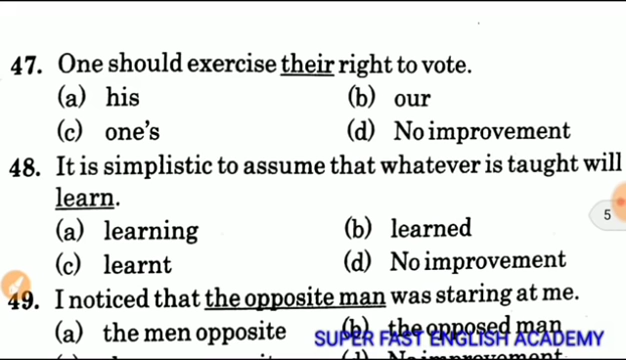 47. One should exercise their right to vote.
(a) his (b) our
(c) one's (d) No improvement
48. It is simplistic to assume that whatever is taught will
learn.
(a) learning (b) learned
(c) learnt (d) No improvement
5
49. I noticed that the opposite man was staring at me.
(a) the men opposite (b) the opposed man
SUPER FAST ENGLISH ACADEMY
(d) No improvement